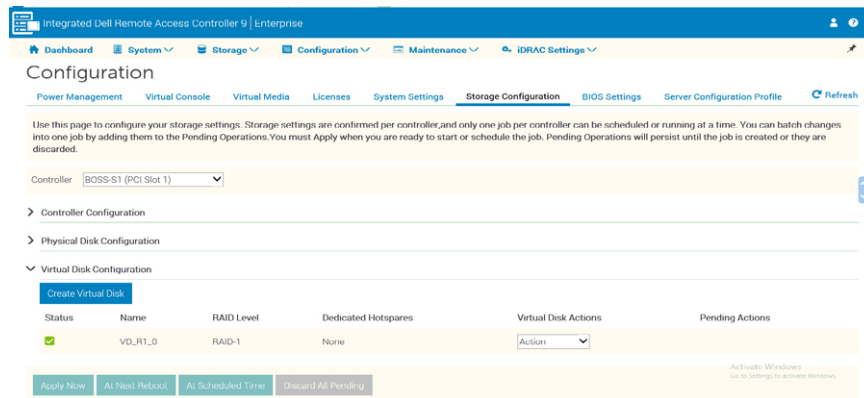 Integrated Dell Remote Access Controller 9 | Enterprise
Dashboard System Storage Configuration Maintenance iDRAC Settings
Configuration
Power Management Virtual Console Virtual Media Licenses System Settings Storage Configuration BIOS Settings Server Configuration Profile Refresh
Use this page to configure your storage settings. Storage settings are confirmed per controller,and only one job per controller can be scheduled or running at a time. You can batch changes
into one job by adding them to the Pending Operations.You must Apply when you are ready to start or schedule the job. Pending Operations will persist until the job is created or they are
discarded.
Controller BOSS-S1 (PCI Slot 1)
Controller Configuration
Physical Disk Configuration
Virtual Disk Configuration
Create Virtual Disk
Status Name RAID Level Dedicated Hotspares Virtual Disk Actions Pending Actions
VD_R1_0 RAID-1 None Action
Activate Windows
Go to Settings to activate Windows.
Apply Now At Next Reboot At Scheduled Time Discard All Pending